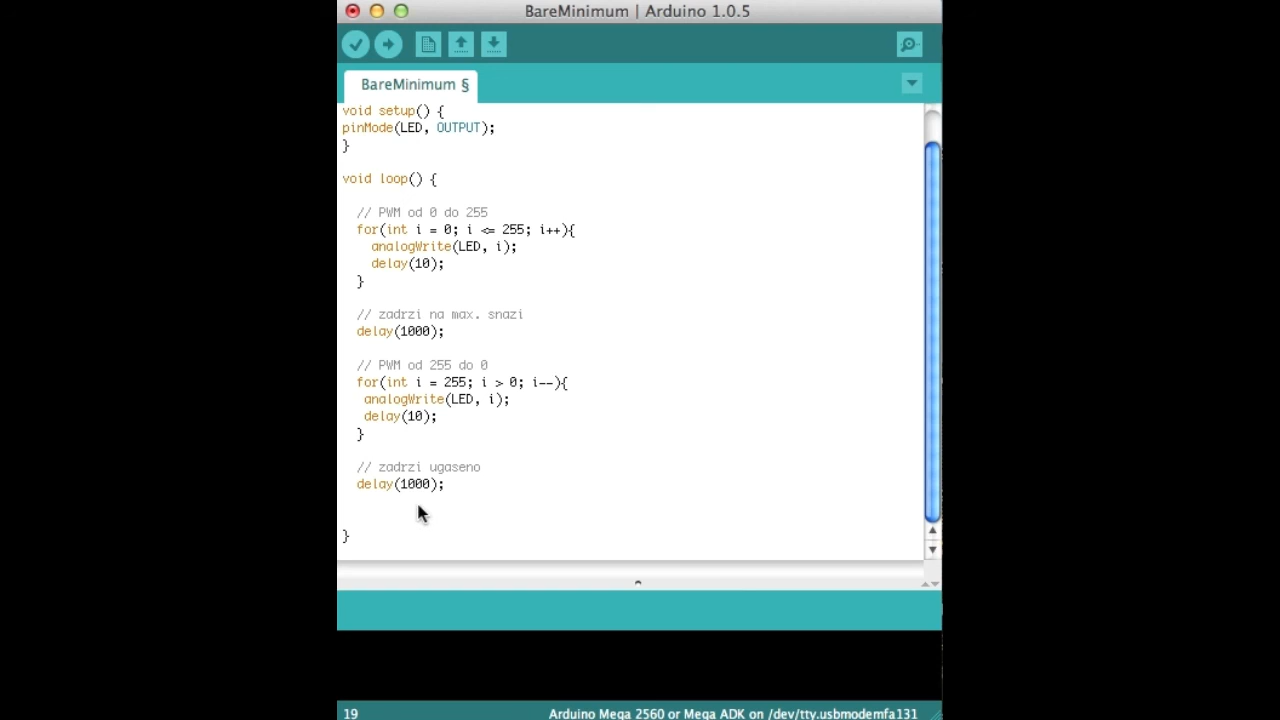 BareMinimum | Arduino 1.0.5
BareMinimum §
void setup() {
pinMode(LED, OUTPUT);
}
void loop() {
// PWM od 0 do 255
for(int i = 0; i <= 255; i++){
analogWrite(LED, i);
delay(10);
}
// zadrzi na max. snazi
delay(1000);
// PWM od 255 do 0
for(int i = 255; i > 0; i--){
analogWrite(LED, i);
delay(10);
}
// zadrzi ugaseno
delay(1000);
}
19 Arduino Mega 2560 or Mega ADK on /dev/tty.usbmodemfa131